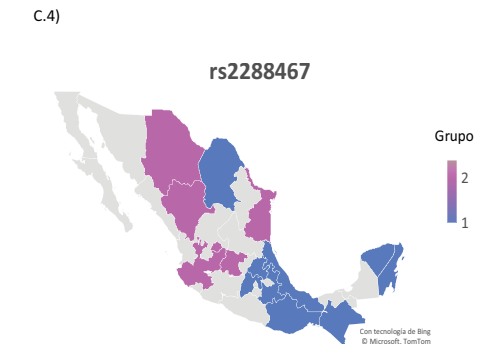 C.4)
rs2288467
Grupo
2
1
Con tecnología de Bing
© Microsoft, TomTom